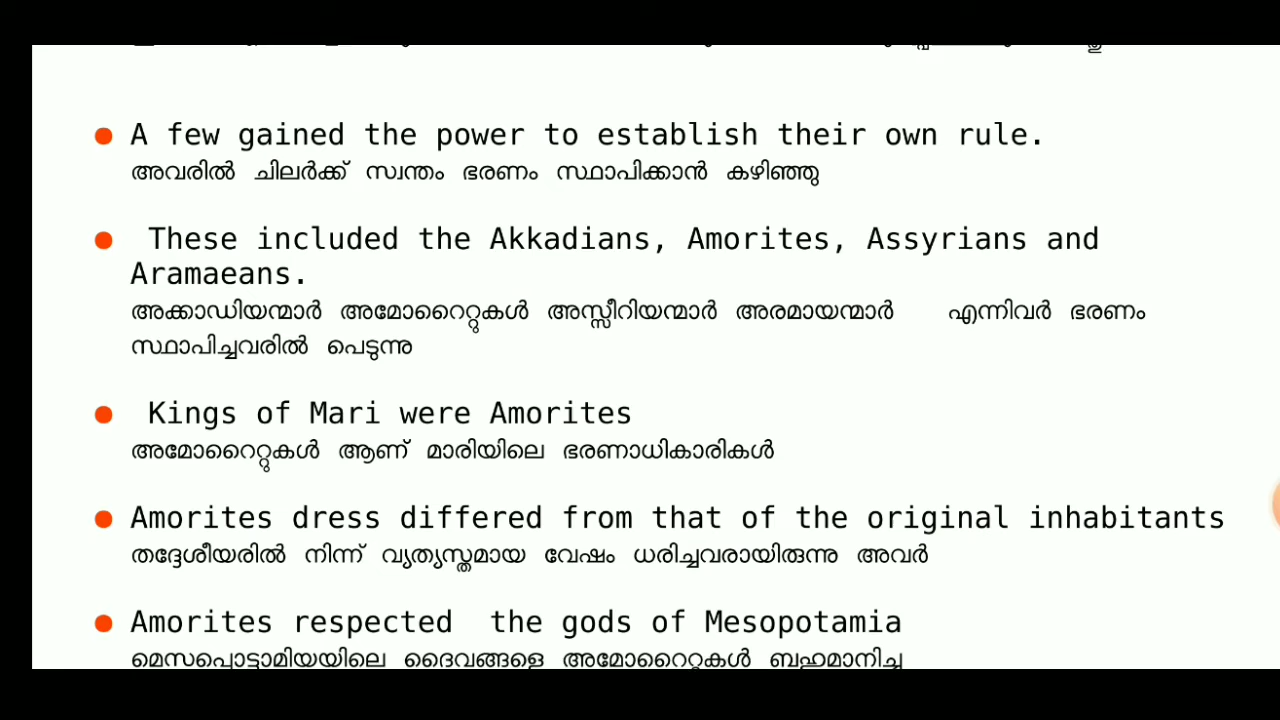 A few gained the power to establish their own rule.
അവരിൽ ചിലർക്ക് സ്വന്തം ഭരണം സ്ഥാപിക്കാൻ കഴിഞ്ഞു
These included the Akkadians, Amorites, Assyrians and
Aramaeans.
അക്കാഡിയന്മാർ അമോറൈറ്റുകൾ അസ്സീറിയന്മാർ അരമായന്മാർ എന്നിവർ ഭരണം
സ്ഥാപിച്ചവരിൽ പെടുന്നു
Kings of Mari were Amorites
അമോറൈറ്റുകൾ ആണ് മാരിയിലെ ഭരണാധികാരികൾ
Amorites dress differed from that of the original inhabitants
തദ്ദേശീയരിൽ നിന്ന് വ്യത്യസ്തമായ വേഷം ധരിച്ചവരായിരുന്നു അവർ
Amorites respected the gods of Mesopotamia
മെസപ്പൊട്ടാമിയയിലെ ദൈവങ്ങളെ അമോറൈറ്റുകൾ ബഹുമാനിച്ചു